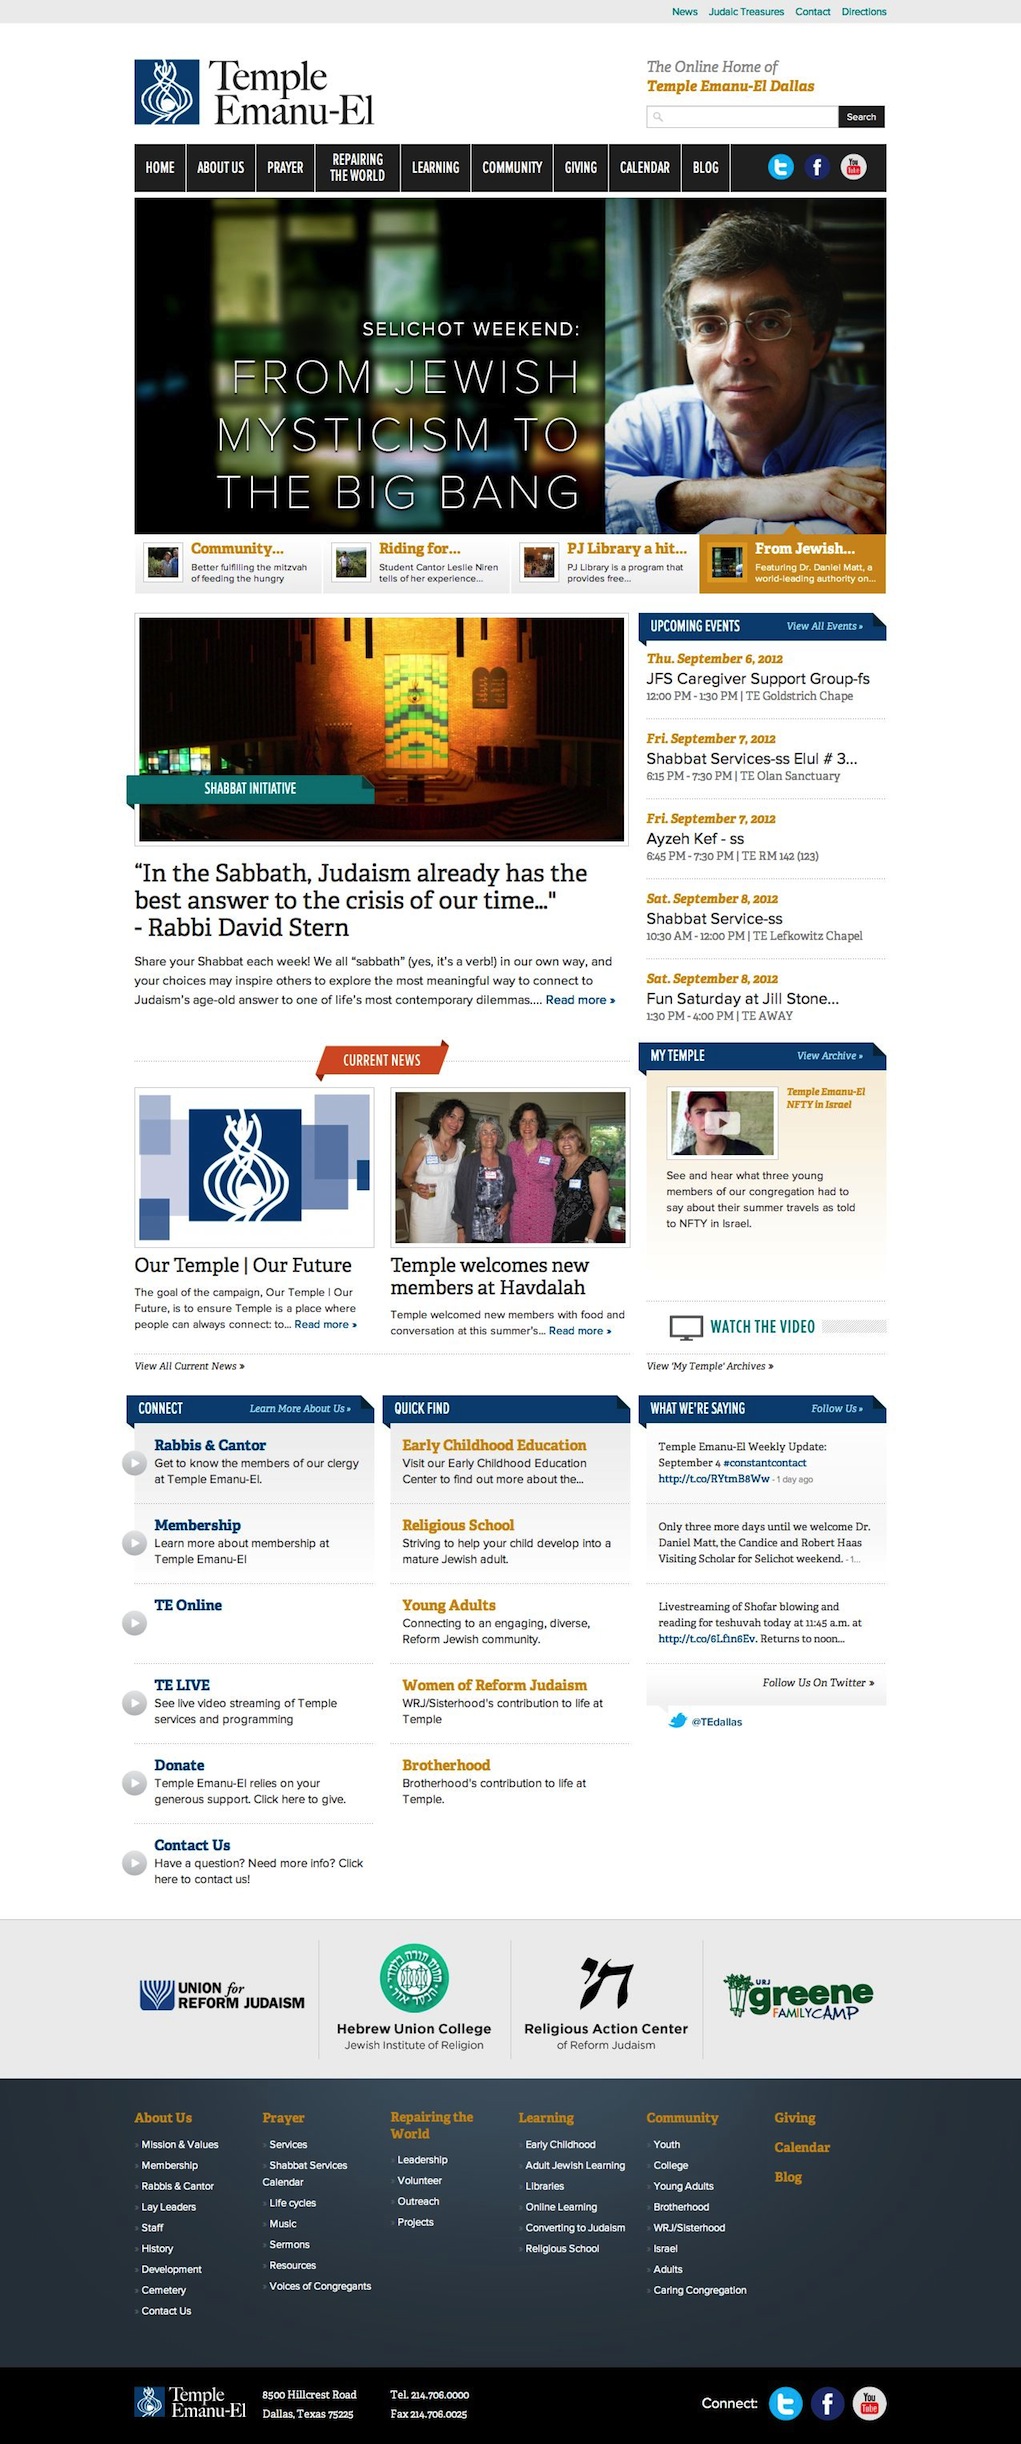 News Judaic Treasures Contact Directions
Temple
Emanu-El
The Online Home of
Temple Emanu-El Dallas
Search
HOME ABOUT US PRAYER REPAIRING THE WORLD LEARNING COMMUNITY GIVING CALENDAR BLOG
You Tube
SELICHOT WEEKEND:
FROM JEWISH
MYSTICISM TO
THE BIG BANG
Community...
Better fulfilling the mitzvah
of feeding the hungry
Riding for...
Student Cantor Leslie Niren
tells of her experience...
PJ Library a hit...
PJ Library is a program that
provides free...
From Jewish...
Featuring Dr. Daniel Matt, a
world-leading authority on...
SHABBAT INITIATIVE
“In the Sabbath, Judaism already has the
best answer to the crisis of our time..."
- Rabbi David Stern
Share your Shabbat each week! We all “sabbath” (yes, it's a verb!) in our own way, and
your choices may inspire others to explore the most meaningful way to connect to
Judaism's age-old answer to one of life's most contemporary dilemmas.... Read more »
UPCOMING EVENTS View All Events »
Thu. September 6, 2012
JFS Caregiver Support Group-fs
12:00 PM - 1:30 PM | TE Goldstrich Chape
Fri. September 7, 2012
Shabbat Services-ss Elul # 3...
6:15 PM - 7:30 PM | TE Olan Sanctuary
Fri. September 7, 2012
Ayzeh Kef - ss
6:45 PM - 7:30 PM | TE RM 142 (123)
Sat. September 8, 2012
Shabbat Service-ss
10:30 AM - 12:00 PM | TE Lefkowitz Chapel
Sat. September 8, 2012
Fun Saturday at Jill Stone...
1:30 PM - 4:00 PM | TE AWAY
CURRENT NEWS
Our Temple | Our Future
The goal of the campaign, Our Temple | Our
Future, is to ensure Temple is a place where
people can always connect: to... Read more »
Temple welcomes new
members at Havdalah
Temple welcomed new members with food and
conversation at this summer's... Read more »
View All Current News »
MY TEMPLE View Archive »
Temple Emanu-El
NFTY in Israel
See and hear what three young
members of our congregation had to
say about their summer travels as told
to NFTY in Israel.
WATCH THE VIDEO
View 'My Temple' Archives »
CONNECT Learn More About Us »
Rabbis & Cantor
Get to know the members of our clergy
at Temple Emanu-El.
Membership
Learn more about membership at
Temple Emanu-El
TE Online
TE LIVE
See live video streaming of Temple
services and programming
Donate
Temple Emanu-El relies on your
generous support. Click here to give.
Contact Us
Have a question? Need more info? Click
here to contact us!
QUICK FIND
Early Childhood Education
Visit our Early Childhood Education
Center to find out more about the...
Religious School
Striving to help your child develop into a
mature Jewish adult.
Young Adults
Connecting to an engaging, diverse,
Reform Jewish community.
Women of Reform Judaism
WRJ/Sisterhood's contribution to life at
Temple
Brotherhood
Brotherhood's contribution to life at
Temple.
WHAT WE'RE SAYING Follow Us »
Temple Emanu-El Weekly Update:
September 4 #constantcontact
http://t.co/RYtmB8Ww - 1 day ago
Only three more days until we welcome Dr.
Daniel Matt, the Candice and Robert Haas
Visiting Scholar for Selichot weekend. - 1...
Livestreaming of Shofar blowing and
reading for teshuvah today at 11:45 a.m. at
http://t.co/6Lf1n6Ev. Returns to noon...
Follow Us On Twitter »
@TEdallas
UNION for
REFORM JUDAISM
Hebrew Union College
Jewish Institute of Religion
Religious Action Center
of Reform Judaism
URJ
greene
FAMILY CAMP
About Us
» Mission & Values
» Membership
» Rabbis & Cantor
» Lay Leaders
» Staff
» History
» Development
» Cemetery
» Contact Us
Prayer
» Services
» Shabbat Services
Calendar
» Life cycles
» Music
» Sermons
» Resources
» Voices of Congregants
Repairing the
World
» Leadership
» Volunteer
» Outreach
» Projects
Learning
» Early Childhood
» Adult Jewish Learning
» Libraries
» Online Learning
» Converting to Judaism
» Religious School
Community
» Youth
» College
» Young Adults
» Brotherhood
» WRJ/Sisterhood
» Israel
» Adults
» Caring Congregation
Giving
Calendar
Blog
Temple
Emanu-El
8500 Hillcrest Road
Dallas, Texas 75225
Tel. 214.706.0000
Fax 214.706.0025
Connect:
You Tube